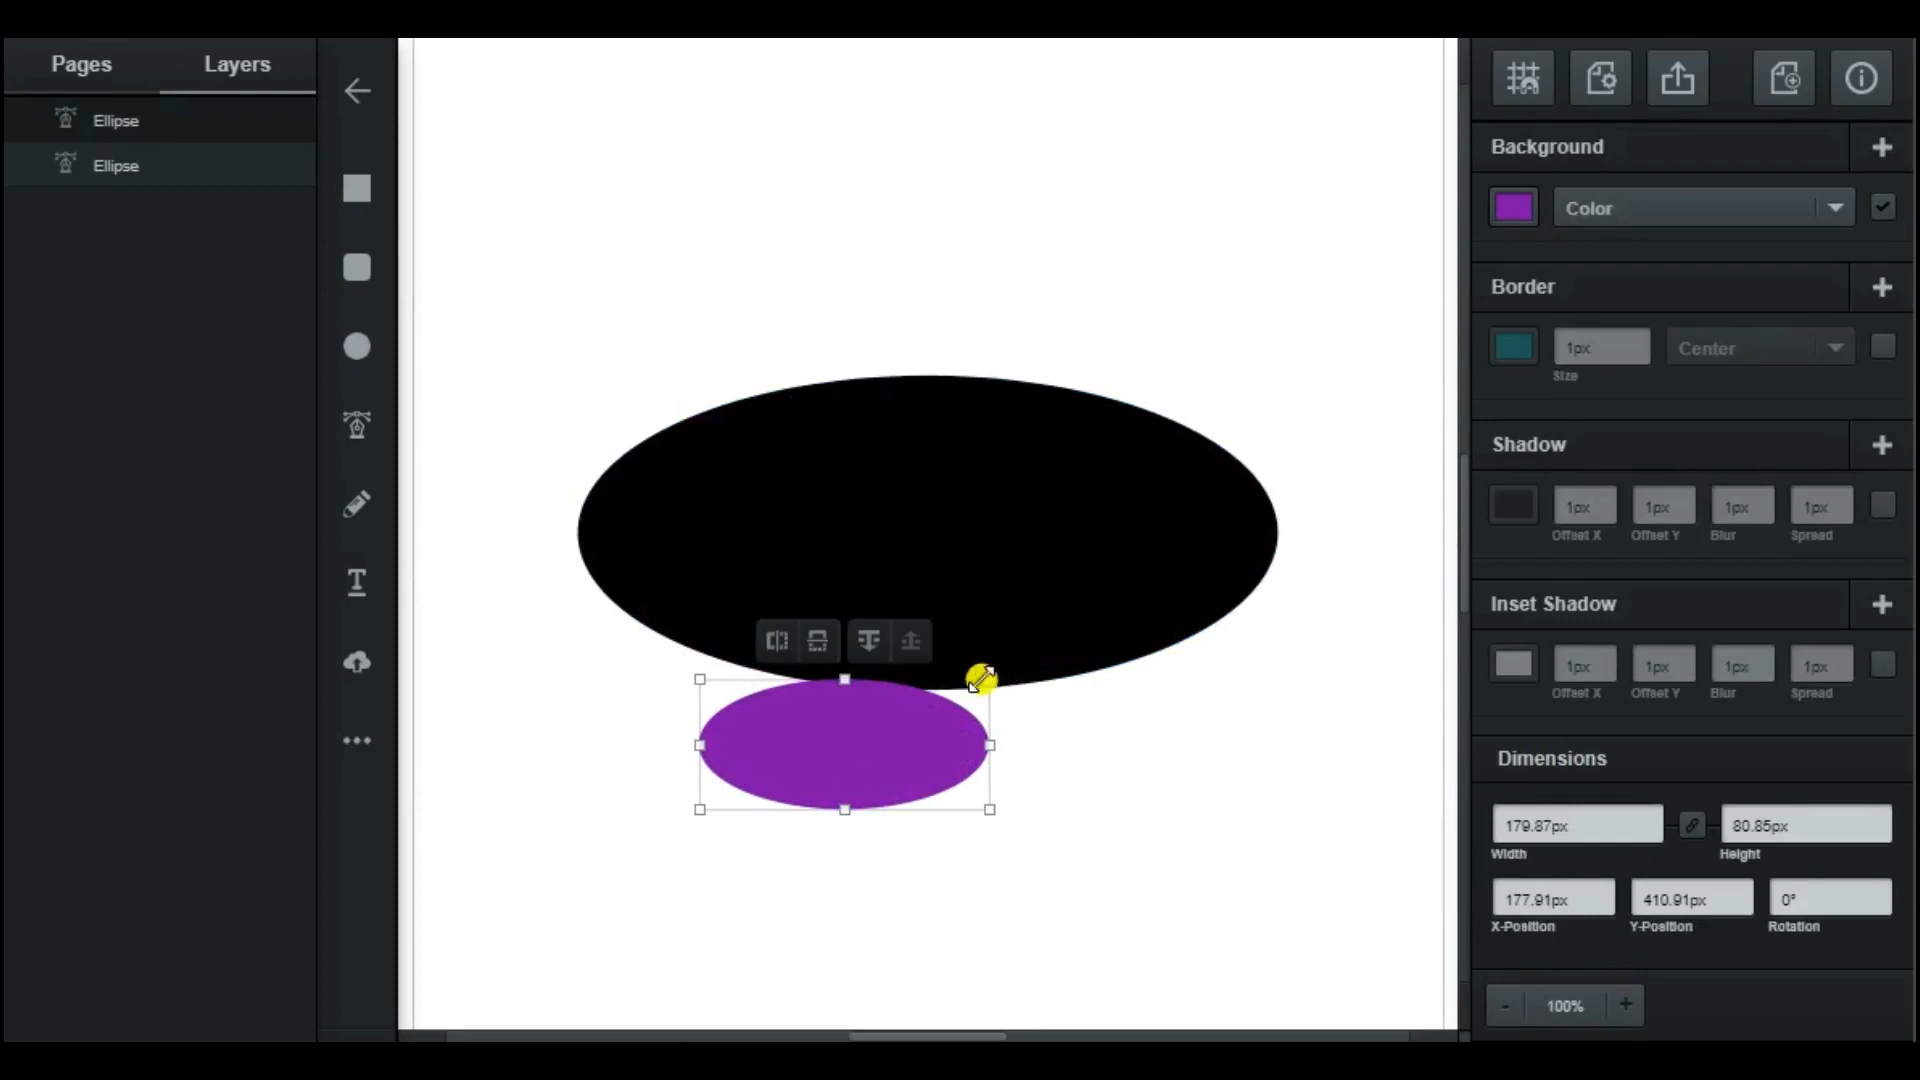 Pages
Layers
Ellipse
Ellipse
Background
Color
Border
1px
Center
Size
Shadow
1px 1px 1px 1px
Offset X Offset Y Blur Spread
Inset Shadow
1px 1px 1px 1px
Offset X Offset Y Blur Spread
Dimensions
179.87px 80.85px
Width Height
177.91px 410.91px 0°
X-Position Y-Position Rotation
- 100% +